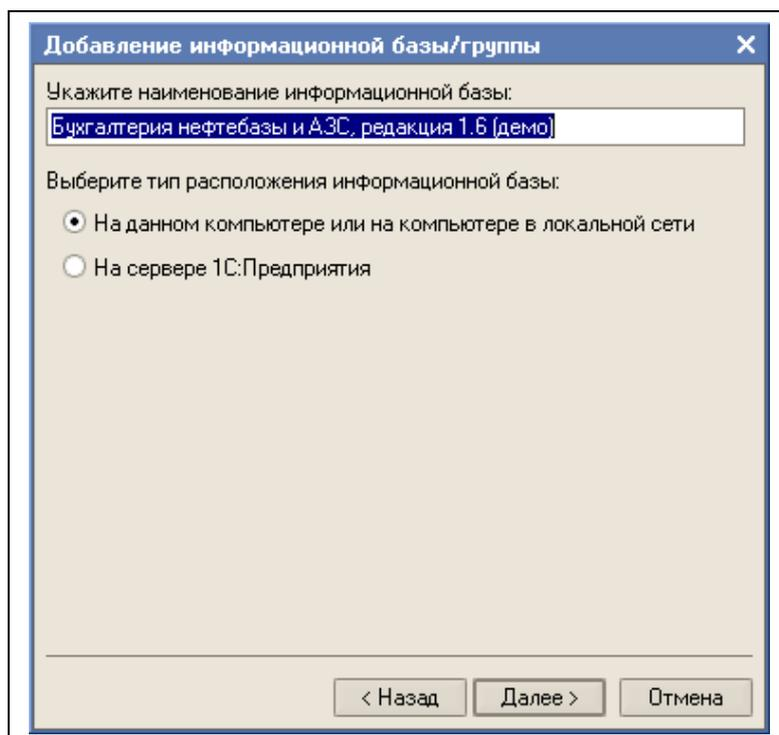 Добавление информационной базы/группы
Укажите наименование информационной базы:
Бухгалтерия нефтебазы и АЗС, редакция 1.6 (демо)
Выберите тип расположения информационной базы:
На данном компьютере или на компьютере в локальной сети
На сервере 1С:Предприятия
< Назад Далее > Отмена